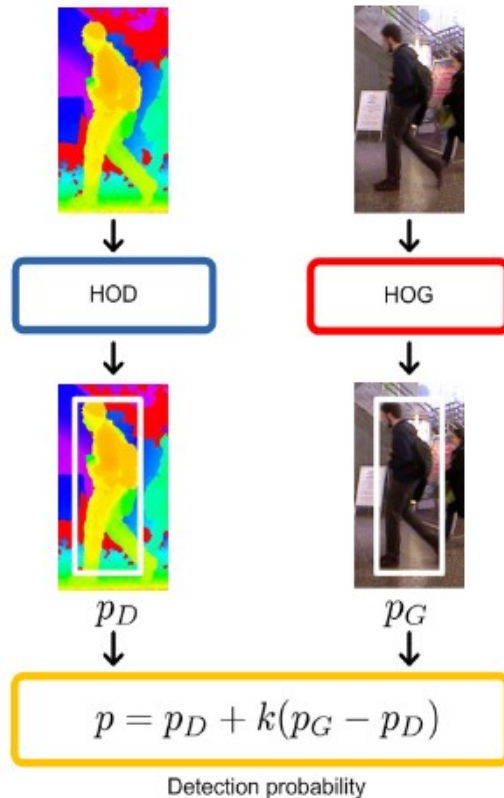 HOD
HOG
p_D
p_G
p = p_D + k(p_G − p_D)
Detection probability